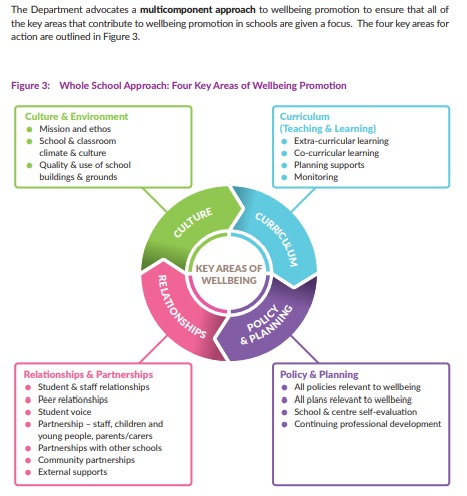 The Department advocates a multicomponent approach to wellbeing promotion to ensure that all of
the key areas that contribute to wellbeing promotion in schools are given a focus. The four key areas for
action are outlined in Figure 3.
Figure 3: Whole School Approach: Four Key Areas of Wellbeing Promotion
Culture & Environment
● Mission and ethos
● School & classroom
climate & culture
● Quality & use of school
buildings & grounds
Curriculum
(Teaching & Learning)
● Extra-curricular learning
● Co-curricular learning
● Planning supports
● Monitoring
CULTURE
CURRICULUM
KEY AREAS OF
WELLBEING
RELATIONSHIPS
POLICY
& PLANNING
Relationships & Partnerships
● Student & staff relationships
● Peer relationships
● Student voice
● Partnership – staff, children and
young people, parents/carers
● Partnerships with other schools
● Community partnerships
● External supports
Policy & Planning
● All policies relevant to wellbeing
● All plans relevant to wellbeing
● School & centre self-evaluation
● Continuing professional development